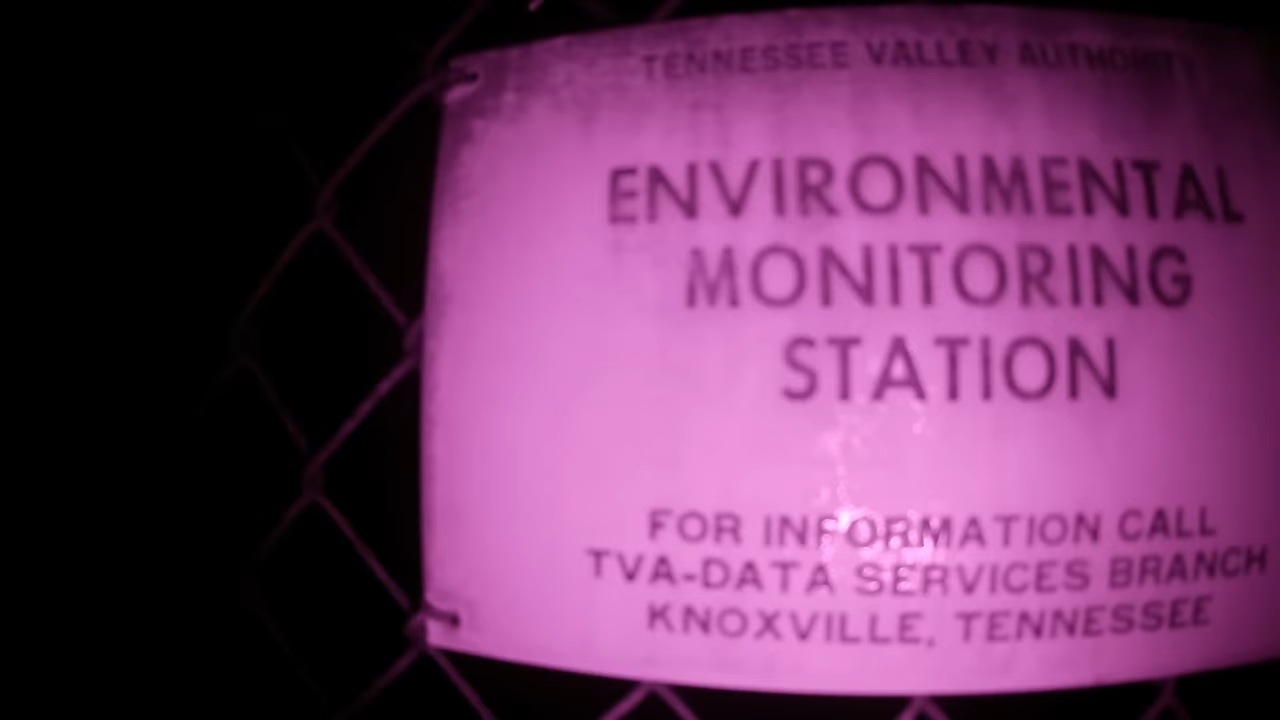 TENNESSEE VALLEY AUTHORITY
ENVIRONMENTAL
MONITORING
STATION
FOR INFORMATION CALL
TVA-DATA SERVICES BRANCH
KNOXVILLE, TENNESSEE